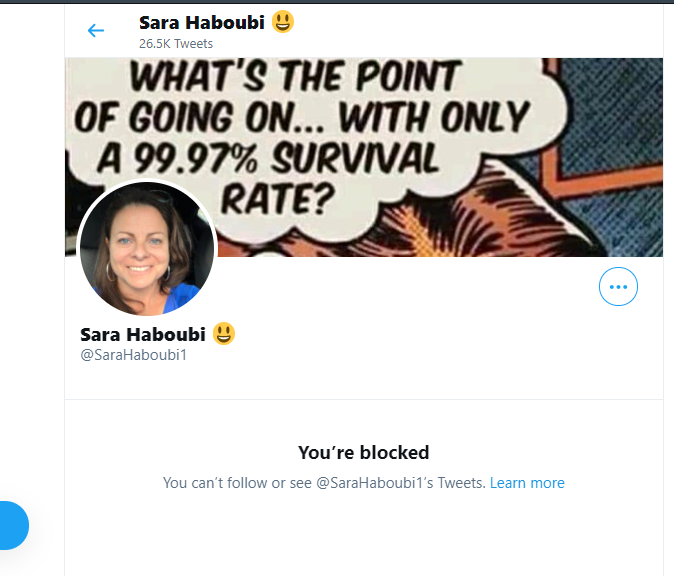 Sara Haboubi 😃
26.5K Tweets
WHAT'S THE POINT
OF GOING ON... WITH ONLY
A 99.97% SURVIVAL
RATE?
Sara Haboubi 😃
@SaraHaboubi1
You're blocked
You can't follow or see @SaraHaboubi1's Tweets. Learn more